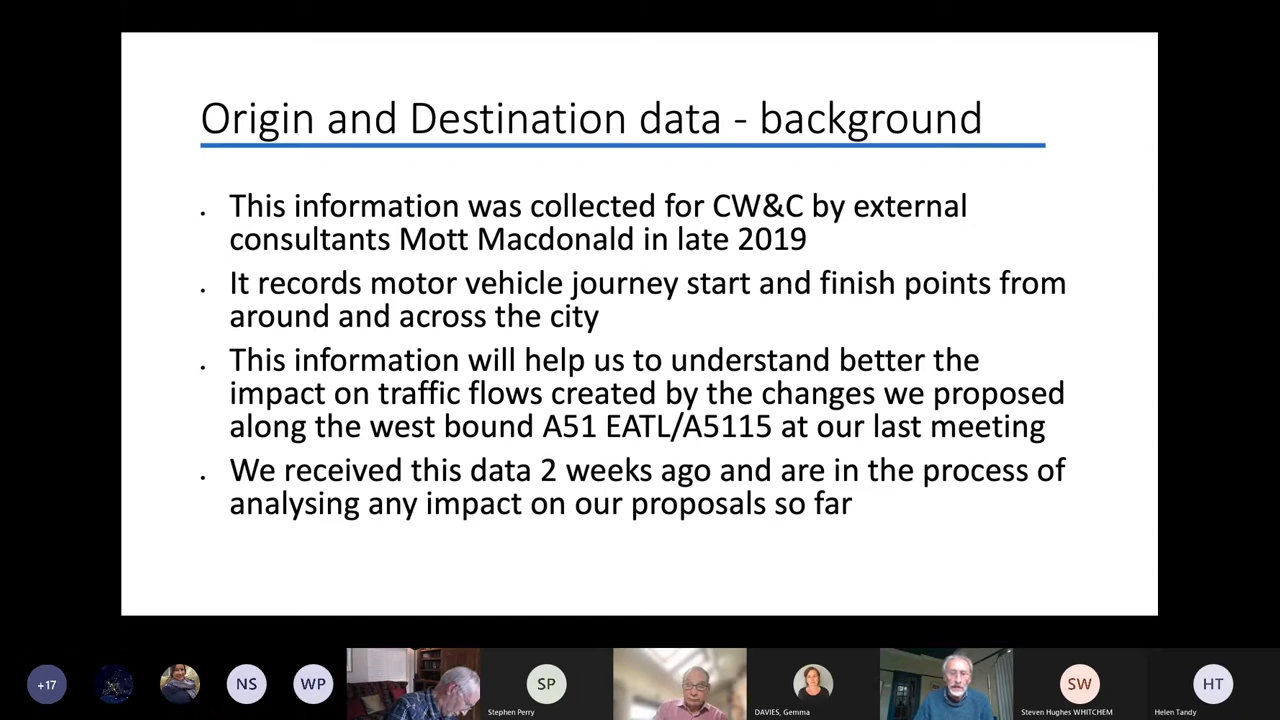 Origin and Destination data - background
• This information was collected for CW&C by external
consultants Mott Macdonald in late 2019
• It records motor vehicle journey start and finish points from
around and across the city
• This information will help us to understand better the
impact on traffic flows created by the changes we proposed
along the west bound A51 EATL/A5115 at our last meeting
• We received this data 2 weeks ago and are in the process of
analysing any impact on our proposals so far
+17
NS
WP
SP
Stephen Perry
DAVIES, Gemma
SW
Steven Hughes WHITCHEM
HT
Helen Tandy